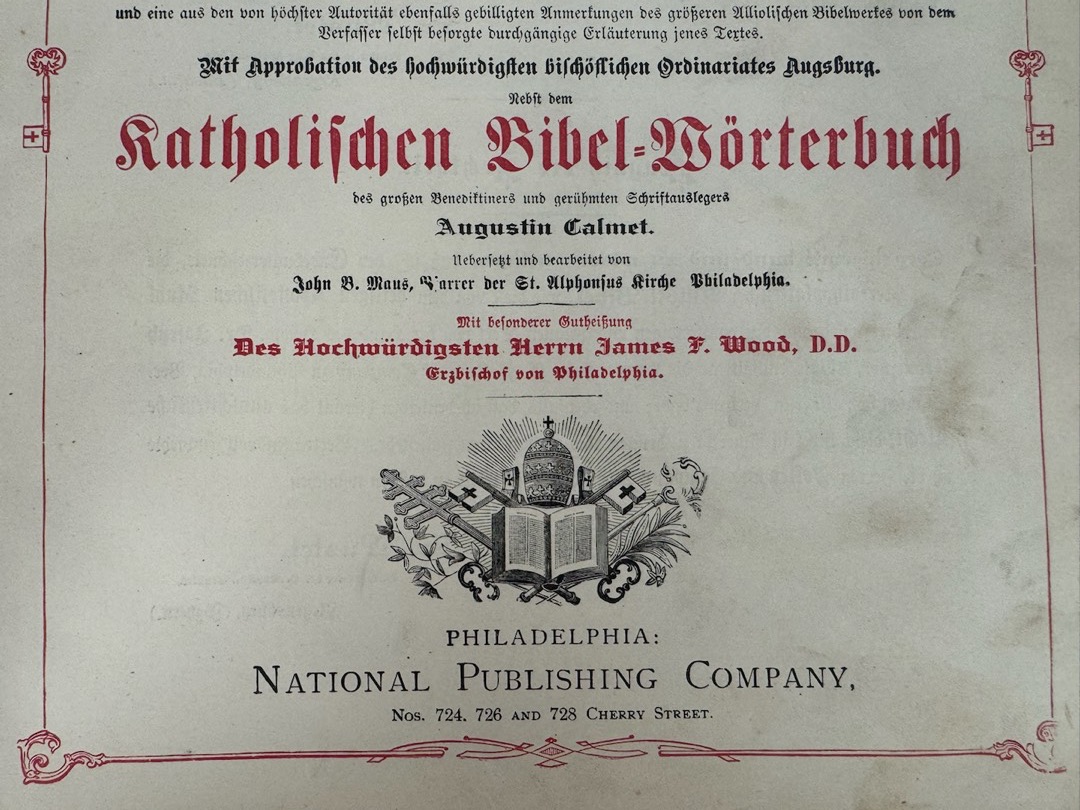 und eine aus den von höchster Autorität ebenfalls gebilligten Anmerkungen des größeren Allioliſchen Bibelwerkes von dem
Verfaſſer ſelbſt beſorgte durchgängige Erläuterung jenes Textes.
Mit Approbation des hochwürdigſten biſchöflichen Ordinariates Augsburg.
Nebſt dem
Katholiſchen Bibel=Wörterbuch
des großen Benediktiners und gerühmten Schriftauslegers
Augustin Calmet.
Ueberſetzt und bearbeitet von
John B. Maus, arrer der St. Alphonſus Kirche Philadelphia.
Mit beſonderer Gutheißung
Des Hochwürdigsten Herrn James F. Wood, D.D.
Erzbiſchof von Philadelphia.
PHILADELPHIA:
NATIONAL PUBLISHING COMPANY,
Nos. 724, 726 AND 728 CHERRY STREET.